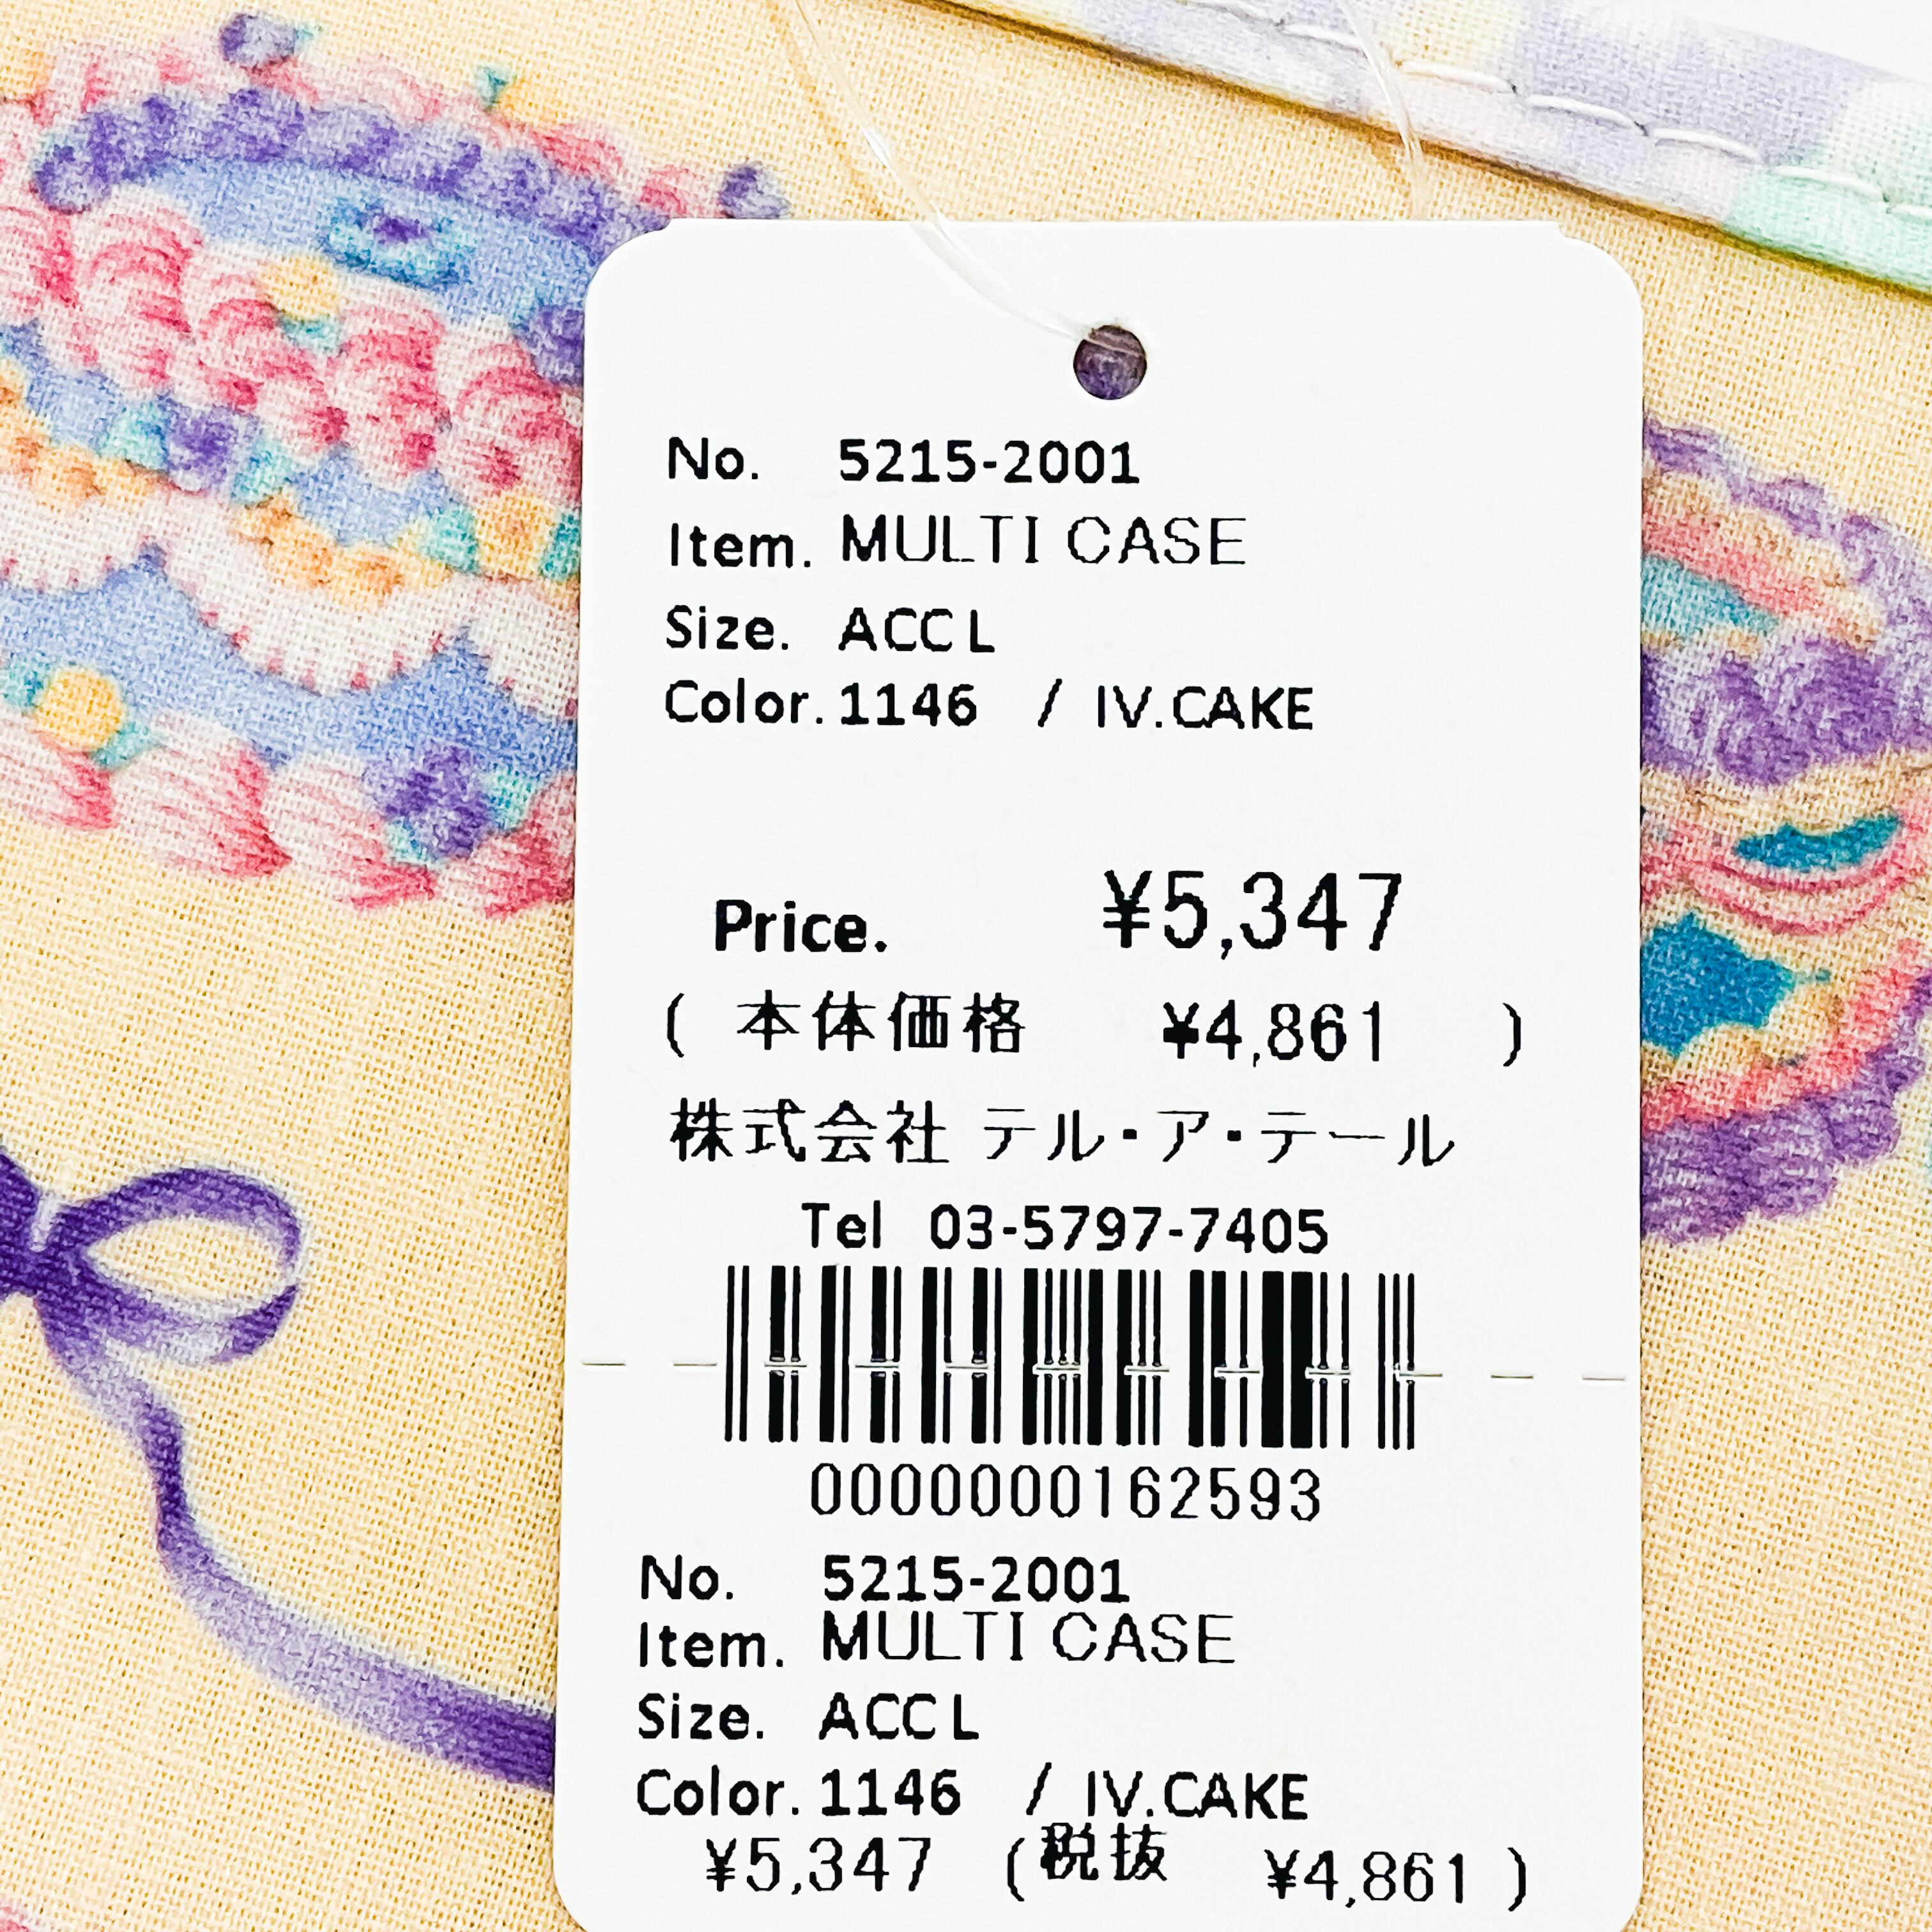 No. 5215-2001
Item. MULTI CASE
Size. ACC L
Color. 1146 / IV.CAKE
Price. ¥5,347
( 本体価格 ¥4,861 )
株式会社 テル・ア・テール
Tel 03-5797-7405
0000000162593
No. 5215-2001
Item. MULTI CASE
Size. ACC L
Color. 1146 / IV.CAKE
¥5,347 (税抜 ¥4,861 )